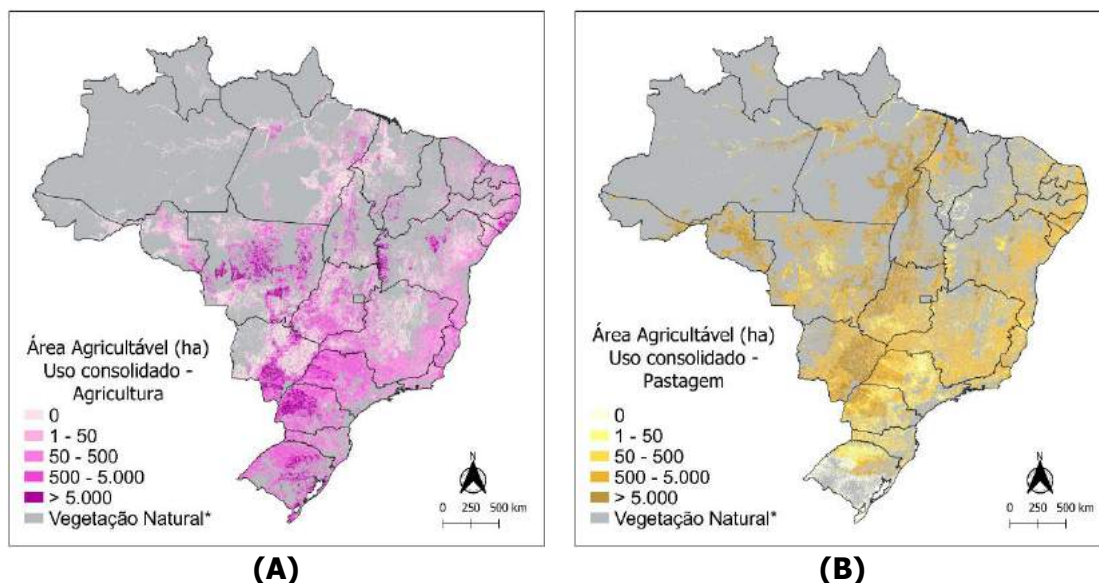 Área Agricultável (ha)
Uso consolidado -
Agricultura
0
1 - 50
50 - 500
500 - 5.000
> 5.000
Vegetação Natural*
N
0 250 500 km
(A)
Área Agricultável (ha)
Uso consolidado -
Pastagem
0
1 - 50
50 - 500
500 - 5.000
> 5.000
Vegetação Natural*
N
0 250 500 km
(B)